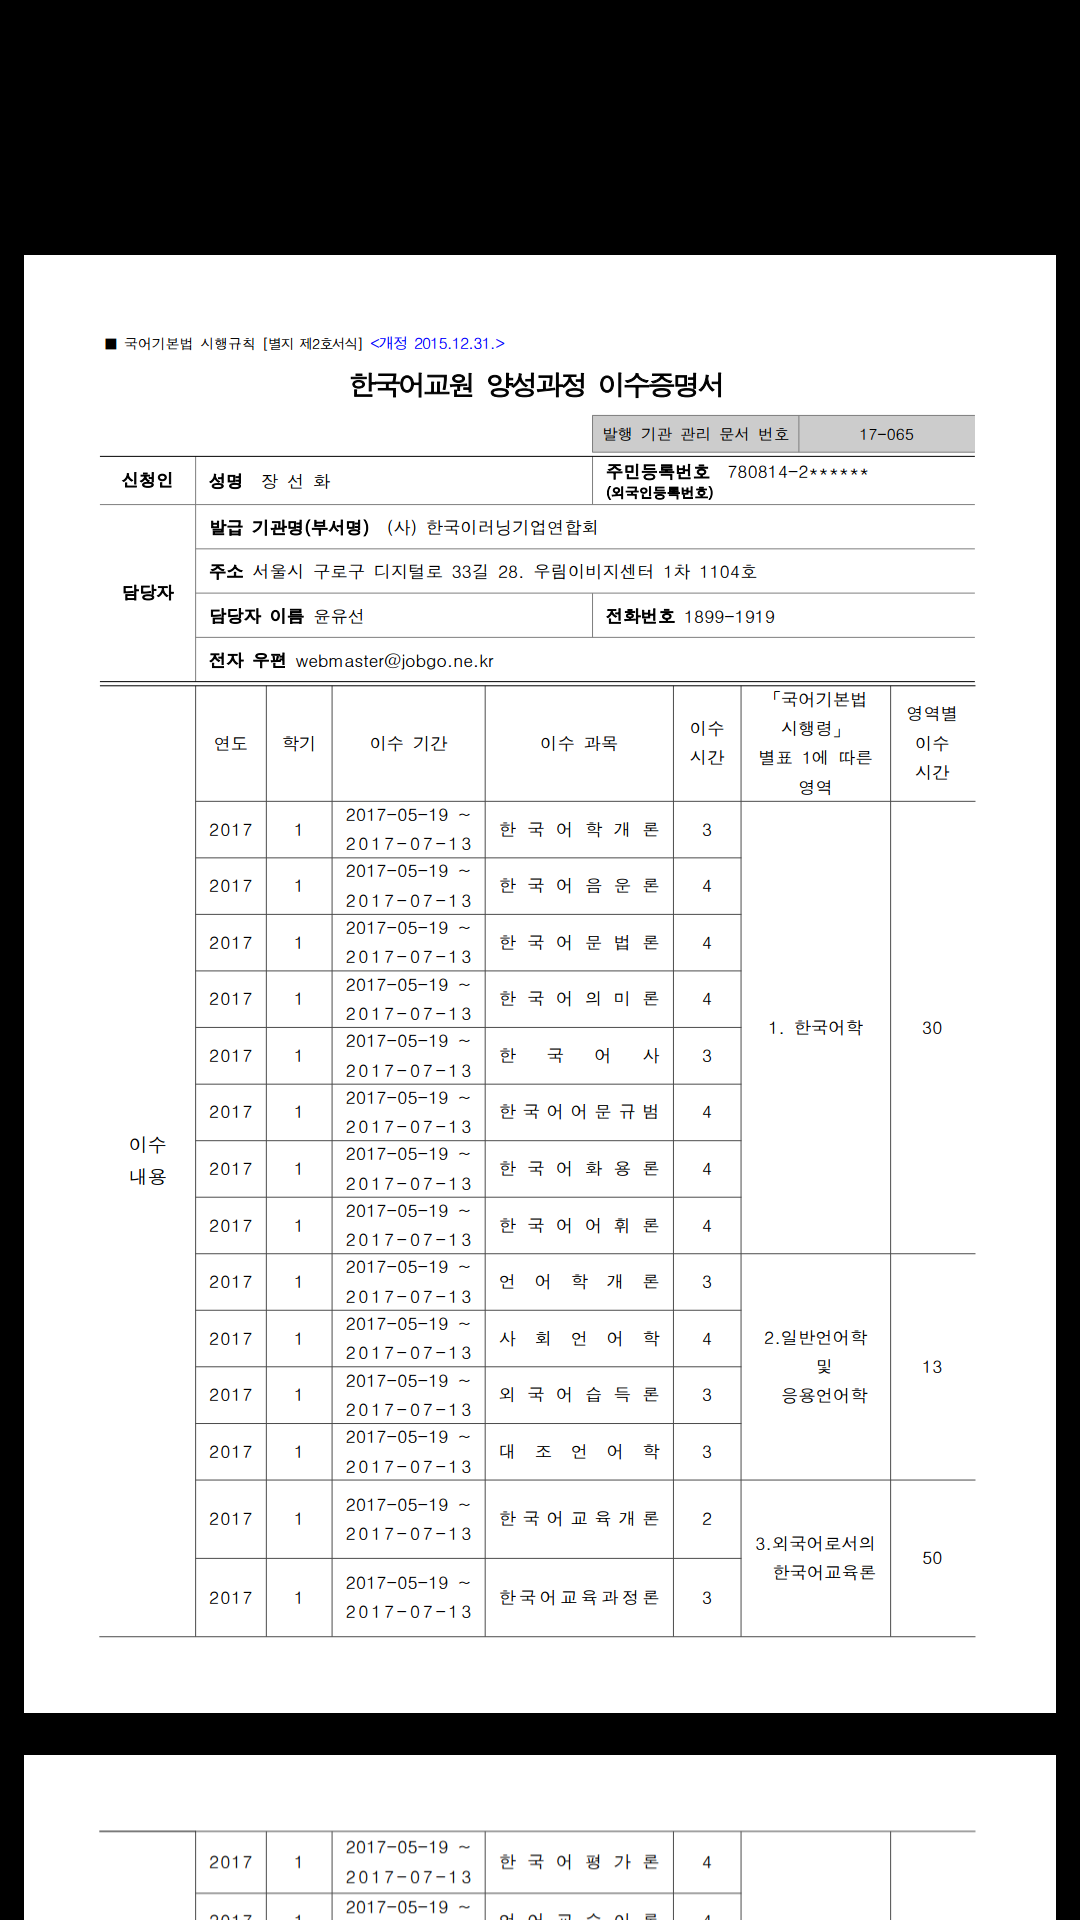 ■ 국어기본법 시행규칙 [별지 제2호서식] <개정 2015.12.31.>
한국어교원 양성과정 이수증명서
발행 기관 관리 문서 번호 17-065
신청인 성명 장 선 화 주민등록번호 780814-2******
(외국인등록번호)
담당자
발급 기관명(부서명) (사) 한국이러닝기업연합회
주소 서울시 구로구 디지털로 33길 28. 우림이비지센터 1차 1104호
담당자 이름 윤유선 전화번호 1899-1919
전자 우편 webmaster@jobgo.ne.kr
이수
내용
연도 학기 이수 기간 이수 과목
이수
시간
「국어기본법
시행령」
별표 1에 따른
영역
영역별
이수
시간
2017 1 2017-05-19 ~
2017-07-13 한 국 어 학 개 론 3
2017 1 2017-05-19 ~
2017-07-13 한 국 어 음 운 론 4
2017 1 2017-05-19 ~
2017-07-13 한 국 어 문 법 론 4
2017 1 2017-05-19 ~
2017-07-13 한 국 어 의 미 론 4
2017 1 2017-05-19 ~
2017-07-13 한 국 어 사 3
2017 1 2017-05-19 ~
2017-07-13 한 국 어 어 문 규 범 4
2017 1 2017-05-19 ~
2017-07-13 한 국 어 화 용 론 4
2017 1 2017-05-19 ~
2017-07-13 한 국 어 어 휘 론 4
1. 한국어학 30
2017 1 2017-05-19 ~
2017-07-13 언 어 학 개 론 3
2017 1 2017-05-19 ~
2017-07-13 사 회 언 어 학 4
2017 1 2017-05-19 ~
2017-07-13 외 국 어 습 득 론 3
2017 1 2017-05-19 ~
2017-07-13 대 조 언 어 학 3
2.일반언어학
및
응용언어학
13
2017 1 2017-05-19 ~
2017-07-13 한 국 어 교 육 개 론 2
2017 1 2017-05-19 ~
2017-07-13 한국어교육과정론 3
3.외국어로서의
한국어교육론
50
2017 1 2017-05-19 ~
2017-07-13 한 국 어 평 가 론 4
2017 1 2017-05-19 ~